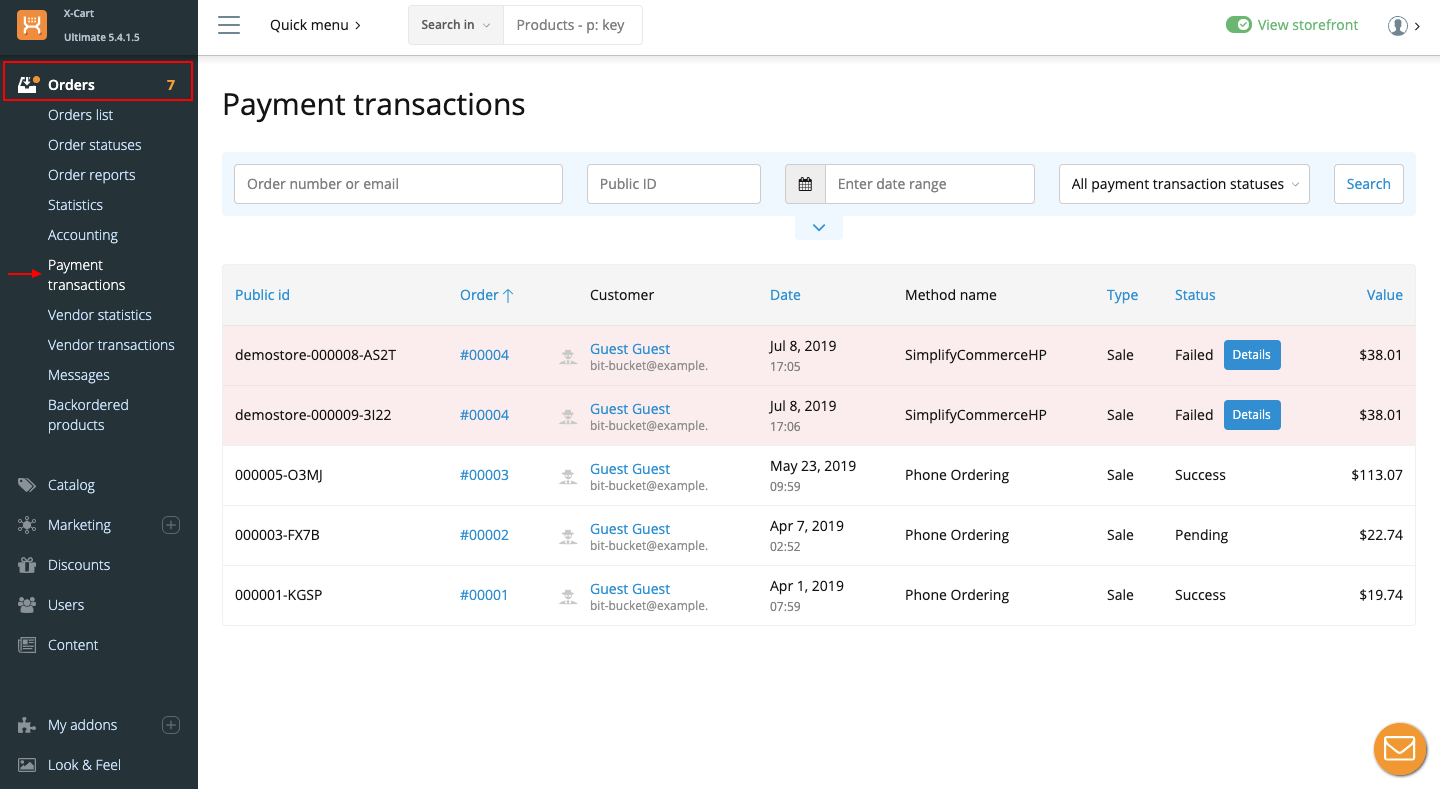 X-Cart
Ultimate 5.4.1.5
Quick menu
Search in
Products - p: key
View storefront
Orders 7
Orders list
Order statuses
Order reports
Statistics
Accounting
Payment
transactions
Vendor statistics
Vendor transactions
Messages
Backordered
products
Catalog
Marketing
Discounts
Users
Content
My addons
Look & Feel
Payment transactions
Order number or email
Public ID
Enter date range
All payment transaction statuses
Search
Public id Order Customer Date Method name Type Status Value
demostore-000008-AS2T #00004 Guest Guest Jul 8, 2019 SimplifyCommerceHP Sale Failed Details $38.01
bit-bucket@example. 17:05
demostore-000009-3I22 #00004 Guest Guest Jul 8, 2019 SimplifyCommerceHP Sale Failed Details $38.01
bit-bucket@example. 17:06
000005-O3MJ #00003 Guest Guest May 23, 2019 Phone Ordering Sale Success $113.07
bit-bucket@example. 09:59
000003-FX7B #00002 Guest Guest Apr 7, 2019 Phone Ordering Sale Pending $22.74
bit-bucket@example. 02:52
000001-KGSP #00001 Guest Guest Apr 1, 2019 Phone Ordering Sale Success $19.74
bit-bucket@example. 07:59